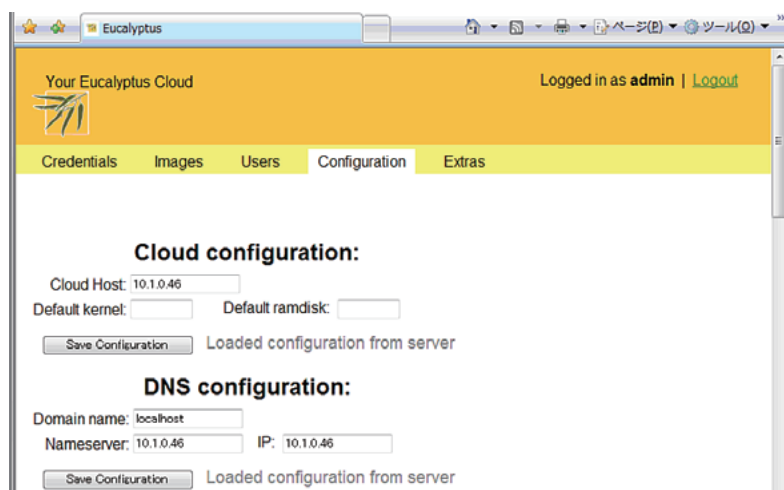 Eucalyptus
ページ(P) ツール(O)
Your Eucalyptus Cloud
Logged in as admin | Logout
Credentials Images Users Configuration Extras
Cloud configuration:
Cloud Host: 10.1.0.46
Default kernel: Default ramdisk:
Save Configuration Loaded configuration from server
DNS configuration:
Domain name: localhost
Nameserver: 10.1.0.46 IP: 10.1.0.46
Save Configuration Loaded configuration from server